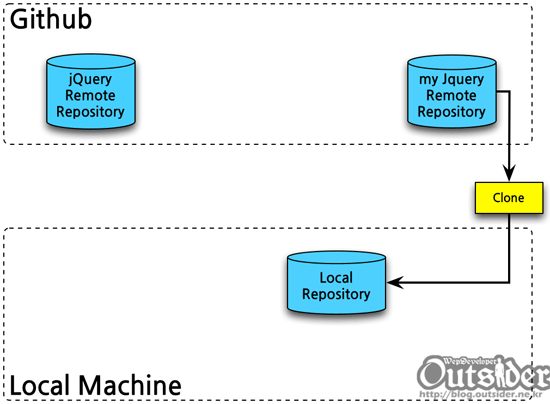 Github
jQuery
Remote
Repository
my Jquery
Remote
Repository
Clone
Local
Repository
Local Machine
WepDeveloper
Outsider
http://blog.outsider.ne.kr